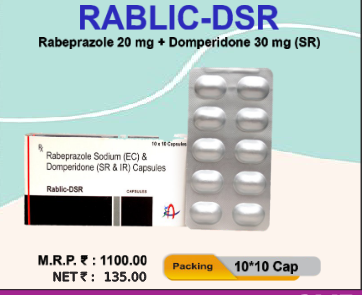 RABLIC-DSR
Rabeprazole 20 mg + Domperidone 30 mg (SR)
10 x 10 Capsules
Rx
Rabeprazole Sodium (EC) &
Domperidone (SR & IR) Capsules
Rablic-DSR
CAPSULES
M.R.P. ₹ : 1100.00
NET ₹ : 135.00
Packing
10*10 Cap